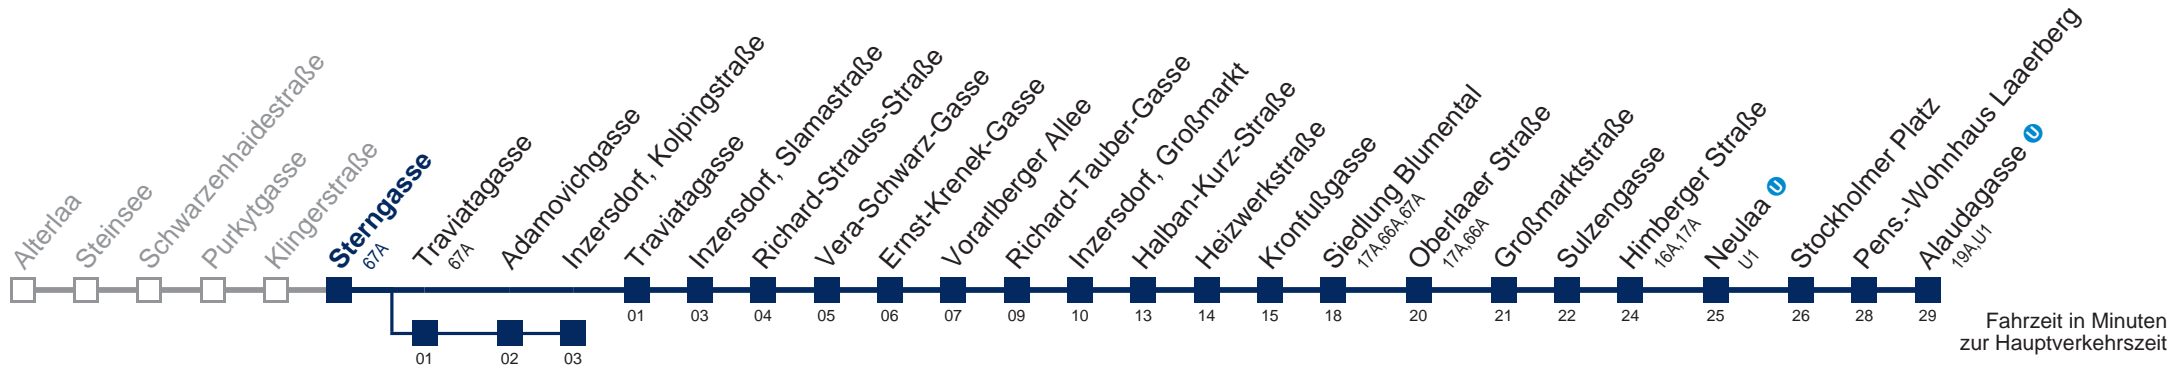 Alterlaa
Steinsee
Schwarzenhaidestraße
Purkytgasse
Klingerstraße
Sterngasse
67A
Traviatagasse
67A
Adamovichgasse
Inzersdorf, Kolpingstraße
Traviatagasse
Inzersdorf, Slamastraße
Richard-Strauss-Straße
Vera-Schwarz-Gasse
Ernst-Krenek-Gasse
Vorarlberger Allee
Richard-Tauber-Gasse
Inzersdorf, Großmarkt
Halban-Kurz-Straße
Heizwerkstraße
Kronfußgasse
Siedlung Blumental
17A,66A,67A
Oberlaaer Straße
17A,66A
Großmarktstraße
Sulzengasse
Himberger Straße
16A,17A
Neulaa U
U1
Stockholmer Platz
Pens.-Wohnhaus Laaerberg
Alaudagasse U
19A,U1
01 03 04 05 06 07 09 10 13 14 15 18 20 21 22 24 25 26 28 29
01 02 03
Fahrzeit in Minuten
zur Hauptverkehrszeit